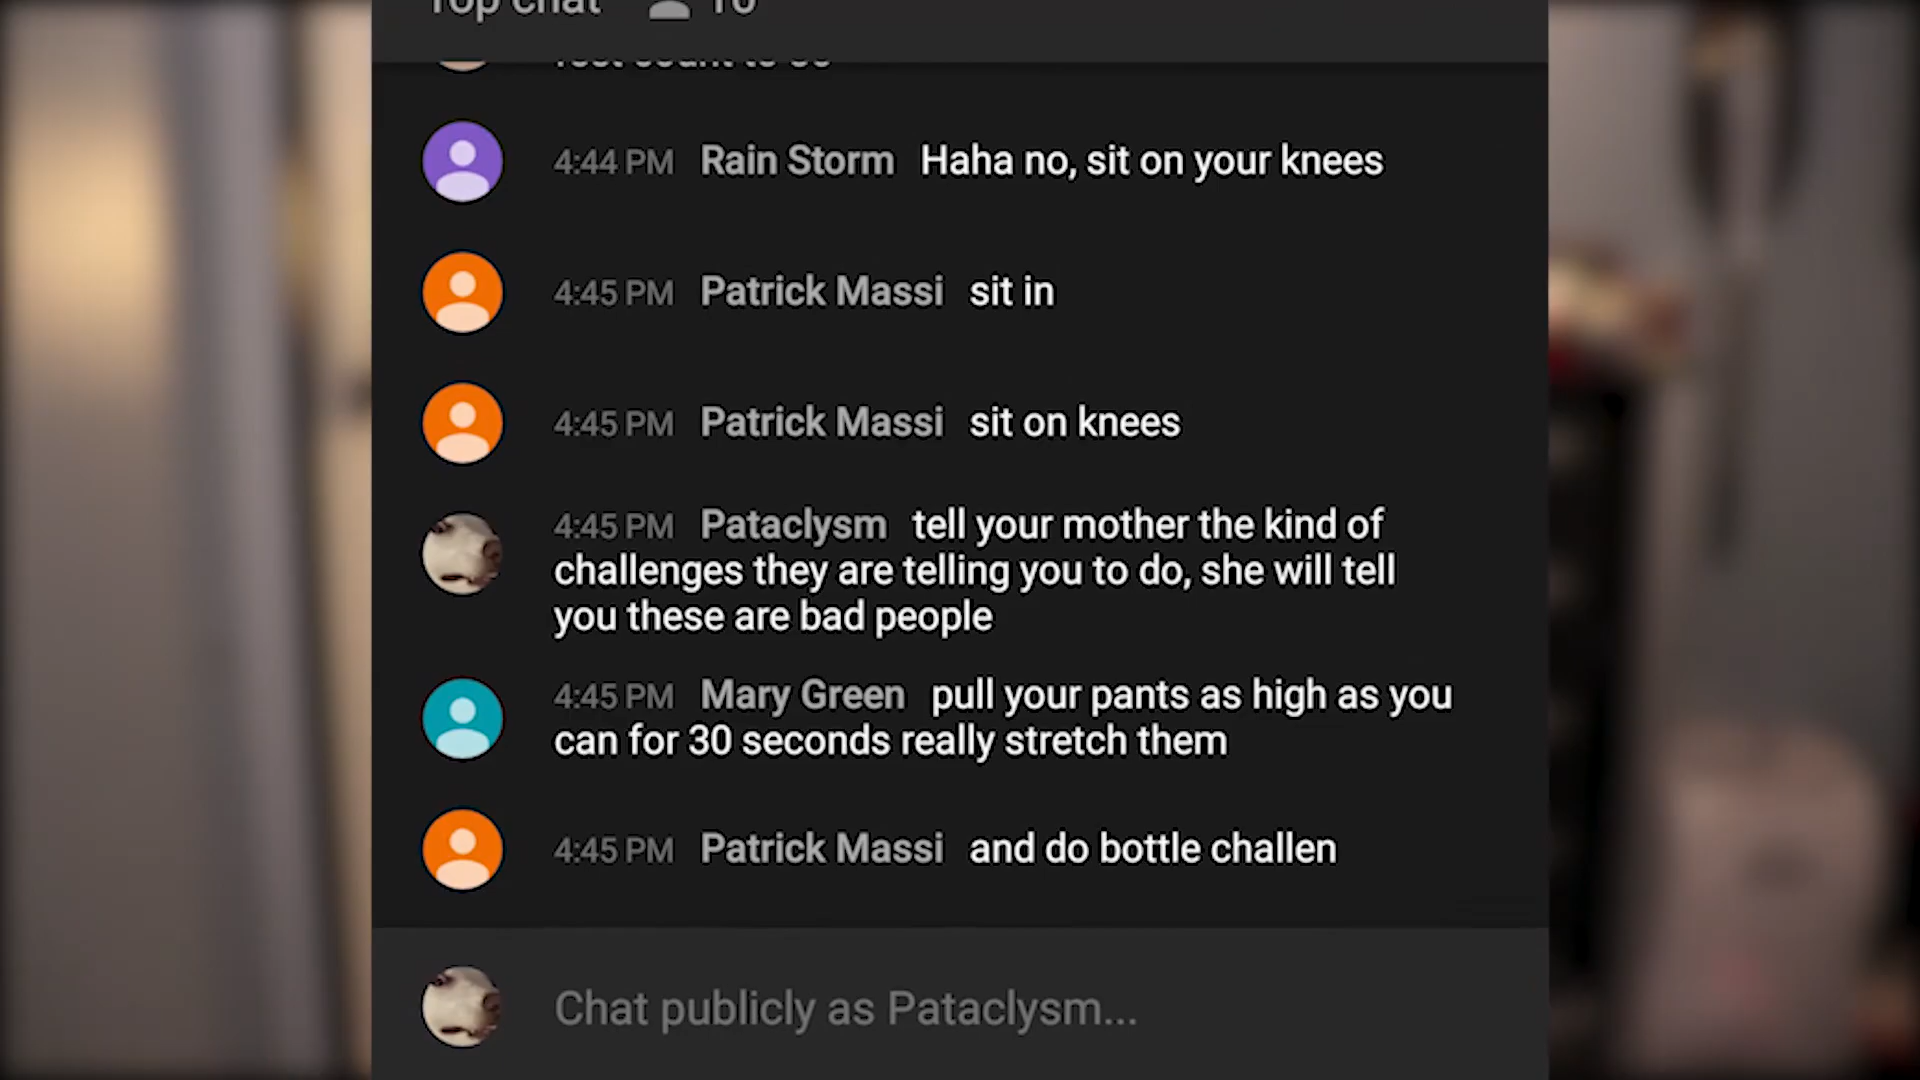 Top chat 10
4:44 PM Rain Storm Haha no, sit on your knees
4:45 PM Patrick Massi sit in
4:45 PM Patrick Massi sit on knees
4:45 PM Pataclysm tell your mother the kind of
challenges they are telling you to do, she will tell
you these are bad people
4:45 PM Mary Green pull your pants as high as you
can for 30 seconds really stretch them
4:45 PM Patrick Massi and do bottle challen
Chat publicly as Pataclysm...